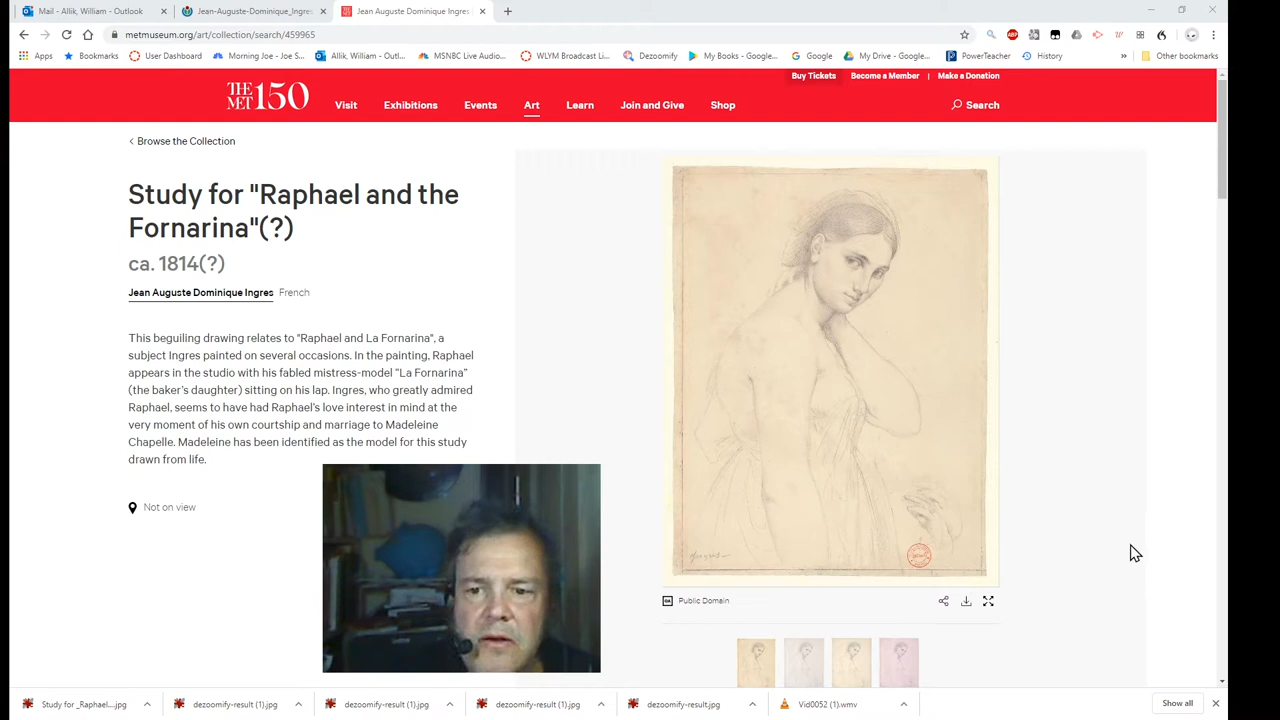 Mail - Allik, William - Outlook
Jean-Auguste-Dominique_Ingres
Jean Auguste Dominique Ingres
metmuseum.org/art/collection/search/459965
Apps Bookmarks User Dashboard Morning Joe - Joe S... Allik, William - Outl... MSNBC Live Audio... WLYM Broadcast Li... Dezoomify My Books - Google... Google My Drive - Google... PowerTeacher History » Other bookmarks
Buy Tickets Become a Member | Make a Donation
THE MET 150 Visit Exhibitions Events Art Learn Join and Give Shop Search
Browse the Collection
Study for "Raphael and the
Fornarina"(?)
ca. 1814(?)
Jean Auguste Dominique Ingres French
This beguiling drawing relates to "Raphael and La Fornarina", a
subject Ingres painted on several occasions. In the painting, Raphael
appears in the studio with his fabled mistress-model “La Fornarina”
(the baker’s daughter) sitting on his lap. Ingres, who greatly admired
Raphael, seems to have had Raphael’s love interest in mind at the
very moment of his own courtship and marriage to Madeleine
Chapelle. Madeleine has been identified as the model for this study
drawn from life.
Not on view
OA Public Domain
Study for _Raphael....jpg dezoomify-result (1).jpg dezoomify-result (1).jpg dezoomify-result (1).jpg dezoomify-result.jpg Vid0052 (1).wmv Show all